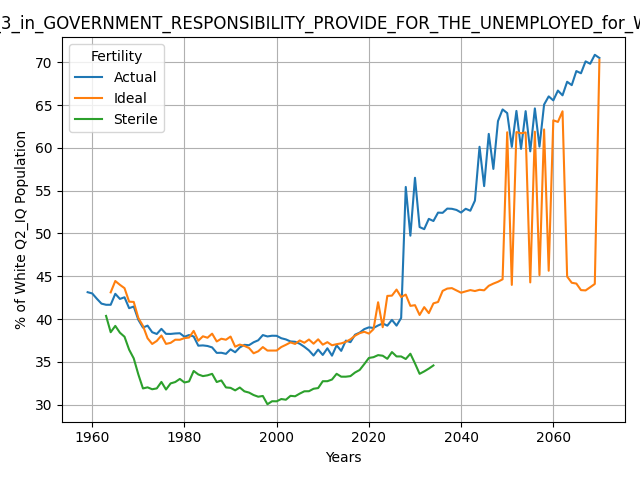 _3_in_GOVERNMENT_RESPONSIBILITY_PROVIDE_FOR_THE_UNEMPLOYED_for_W
Fertility
Actual
Ideal
Sterile
% of White Q2_IQ Population
70
65
60
55
50
45
40
35
30
1960
1980
2000
2020
2040
2060
Years